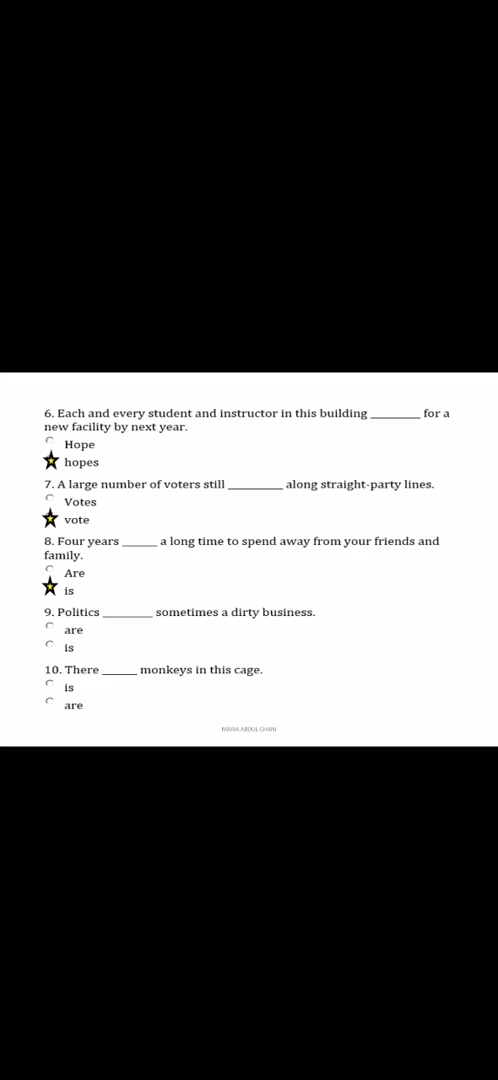 6. Each and every student and instructor in this building ________ for a
new facility by next year.
Hope
hopes
7. A large number of voters still _________ along straight-party lines.
Votes
vote
8. Four years ______ a long time to spend away from your friends and
family.
Are
is
9. Politics _________ sometimes a dirty business.
are
is
10. There ______ monkeys in this cage.
is
are
MARIA ABDUL GHANI